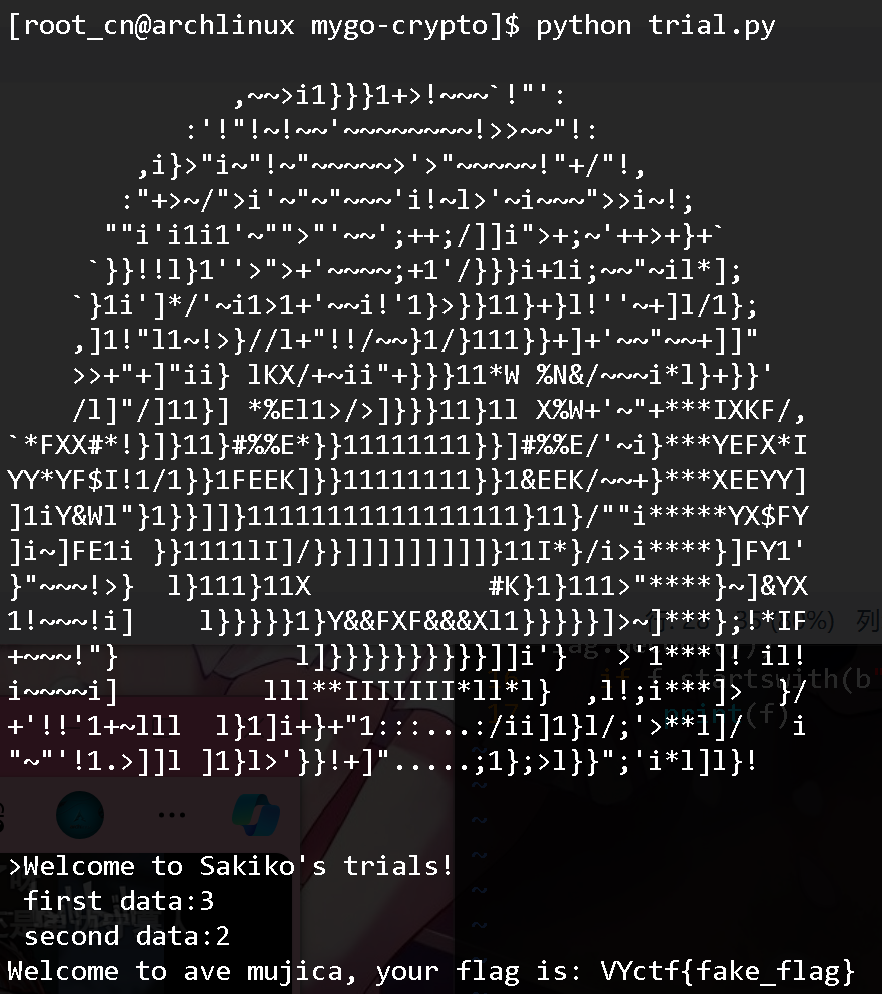 [root_cn@archlinux mygo-crypto]$ python trial.py
,~~>i1}}}1+>!~~~`!"':
:'!"!~!~~'~~~~~~~~!>>~~"!:
,i}>"i~"!~"~~~~~>'>"~~~~~!"+/"!,
:"+>~/">i'~"~"~~~'i!~l>'~i~~~">>i~!;
""i'i1i1'~"">"'~~';++;/]]i">+;~'++>+}+`
`}}!!l}1''>">+'~~~~;+1'/}}}i+1i;~~"~il*];
`}1i']*/'~i1>1+'~~i!'1}>}}11}+}l!''~+]l/1};
,]1!"l1~!>}//l+"!!/~~}1/}111}}+]+'~~"~~+]]"
>>+"+]"ii} lKX/+~ii"+}}}11*W %N&/~~~i*l}+}}'
/l]"/]11}] *%El1>/>]}}}11}1l X%W+'~"+***IXKF/,
`*FXX#*!}]}11}#%%E*}}11111111}}]#%%E/'~i}***YEFX*I
YY*YF$I!1/1}}1FEEK]}}11111111}}1&EEK/~~+}***XEEYY]
]1iY&Wl"}1}}]]}11111111111111111}11}/""i*****YX$FY
]i~]FE1i }}1111lI]/}}]]]]]]]]]}11I*}/i>i****}]FY1'
}"~~~!>}  l}111}11X           #K}1}111>"****}~]&YX
1!~~~!i]    l}}}}}1}Y&&FXF&&&Xl1}}}}}]>~]***};!*IF
+~~~!"}           l]}}}}}}}}}}]]i'}   >'1***]! il!
i~~~~i]         lll**IIIIIII*ll*l}  ,l!;i***]>  }/
+'!!'1+~lll  l}1]i+}+"1:::...:/ii]1}l/;'>**l]/   i
"~"'!1.>]]l ]1}l>'}}!+]".....;1};>l}}";'i*l]l}!
>Welcome to Sakiko's trials!
first data:3
second data:2
Welcome to ave mujica, your flag is: VYctf{fake_flag}